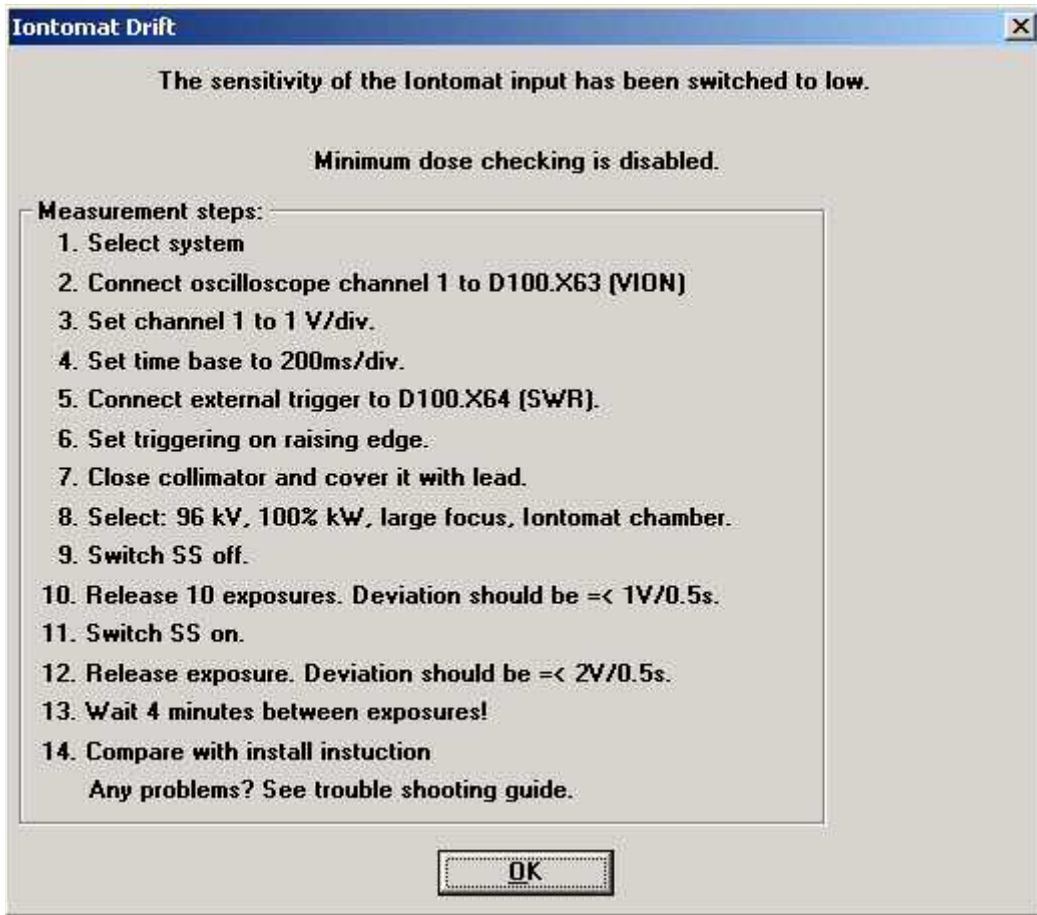 Iontomat Drift
The sensitivity of the Iontomat input has been switched to low.
Minimum dose checking is disabled.
Measurement steps:
1. Select system
2. Connect oscilloscope channel 1 to D100.X63 (VION)
3. Set channel 1 to 1 V/div.
4. Set time base to 200ms/div.
5. Connect external trigger to D100.X64 (SWR).
6. Set triggering on raising edge.
7. Close collimator and cover it with lead.
8. Select: 96 kV, 100% kW, large focus, Iontomat chamber.
9. Switch SS off.
10. Release 10 exposures. Deviation should be =< 1V/0.5s.
11. Switch SS on.
12. Release exposure. Deviation should be =< 2V/0.5s.
13. Wait 4 minutes between exposures!
14. Compare with install instuction
Any problems? See trouble shooting guide.
OK